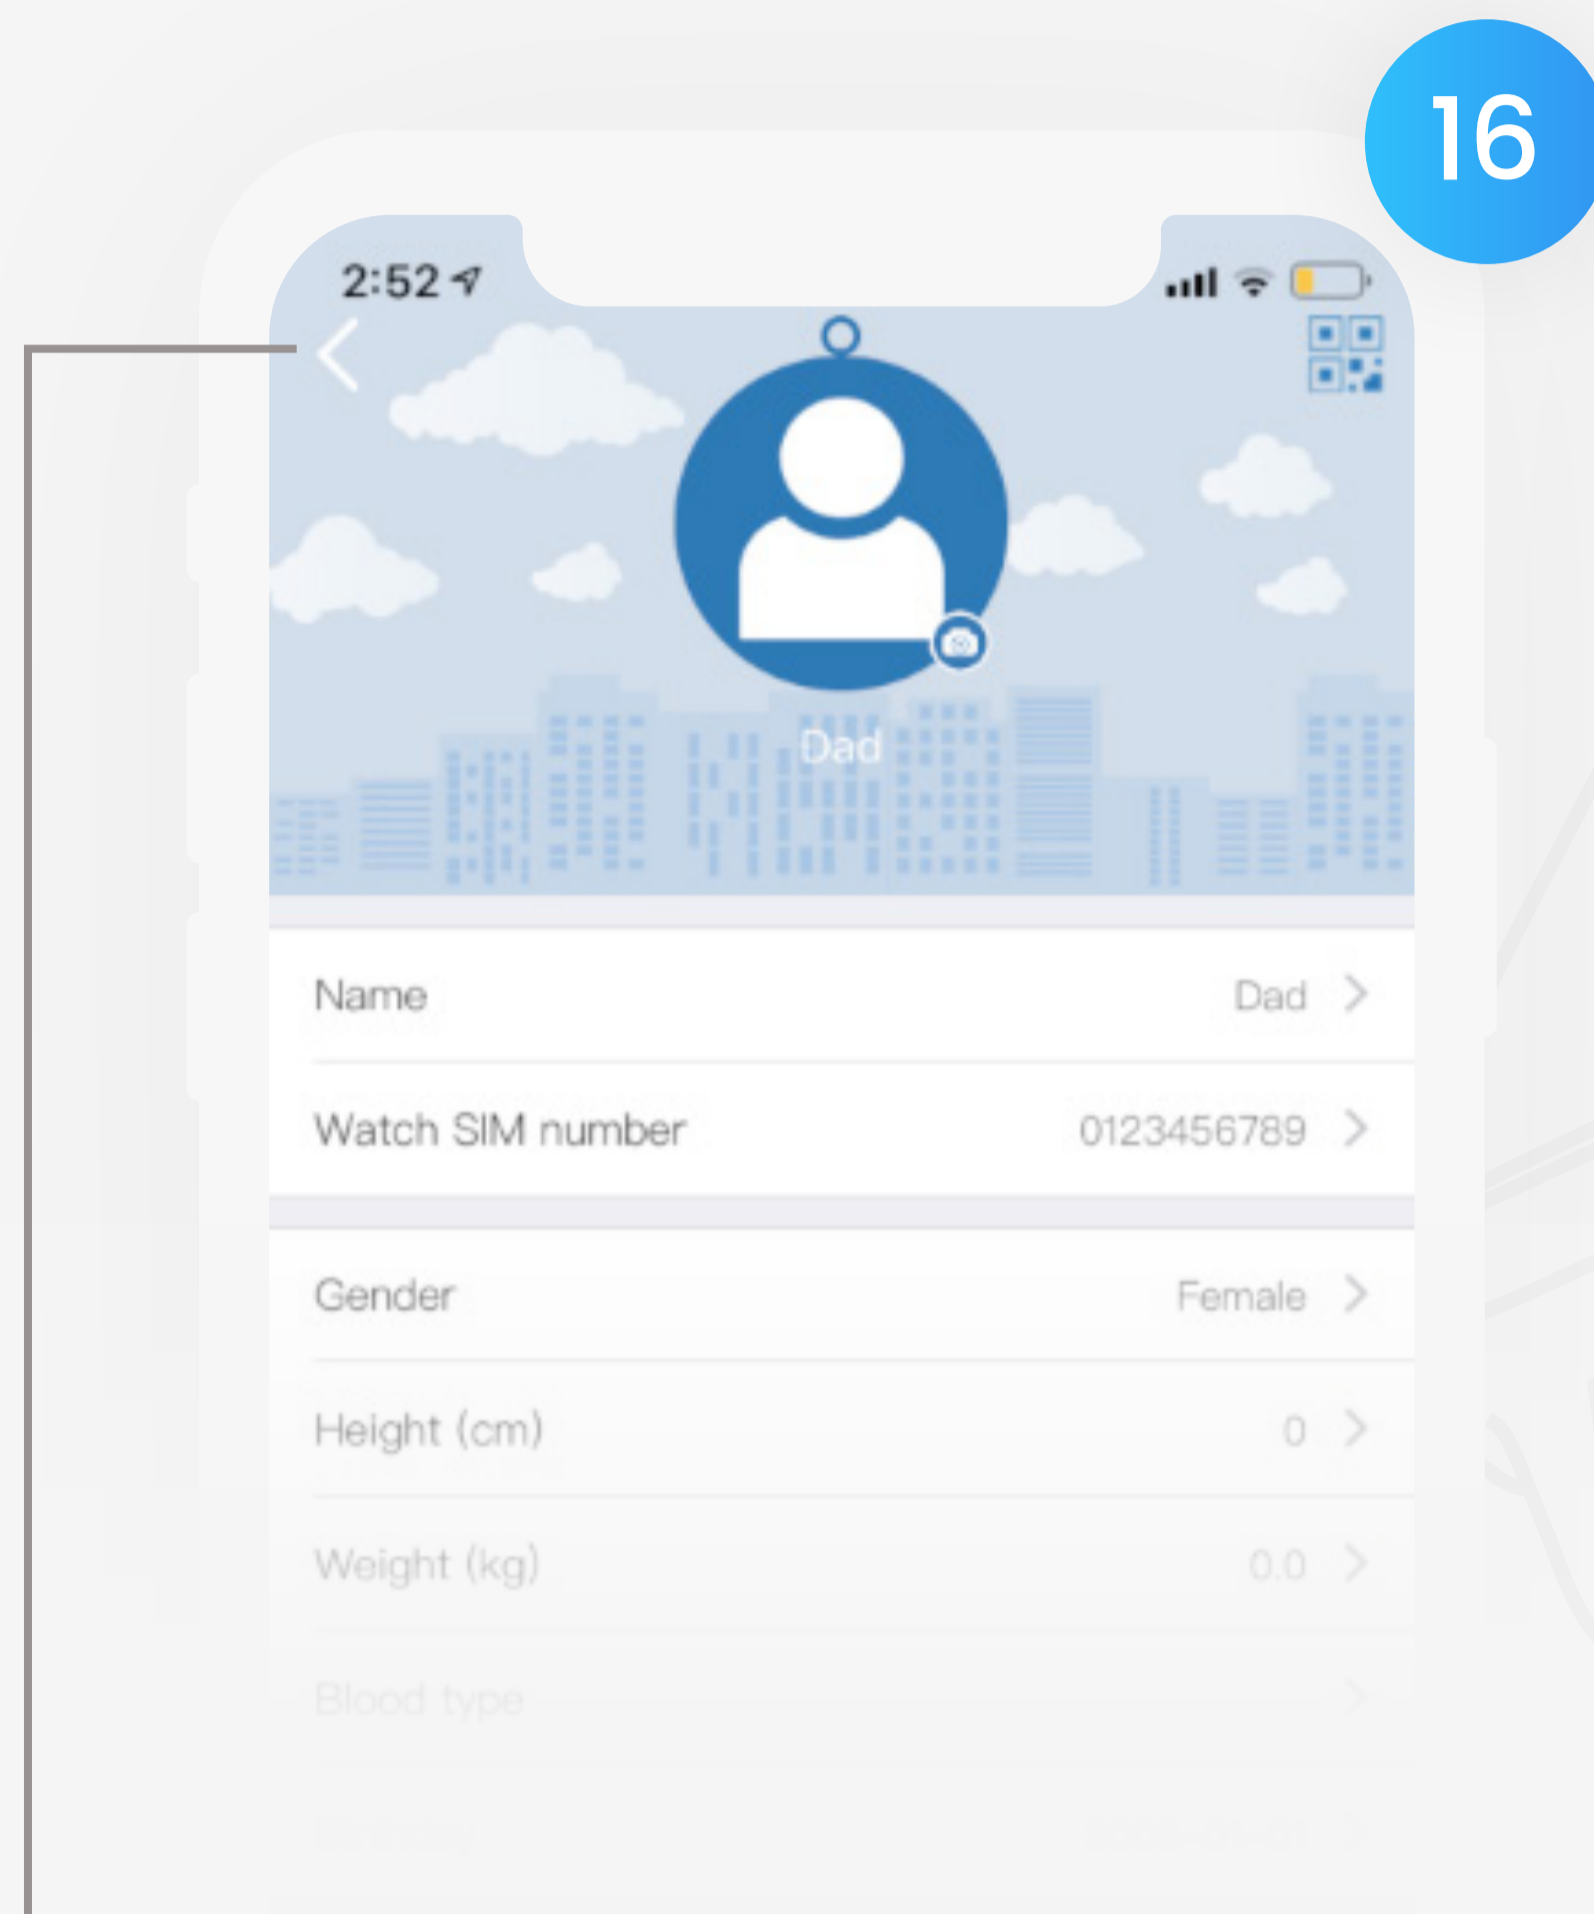 16
2:52
Dad
Name Dad
Watch SIM number 0123456789
Gender Female
Height (cm) 0
Weight (kg) 0.0
Blood type